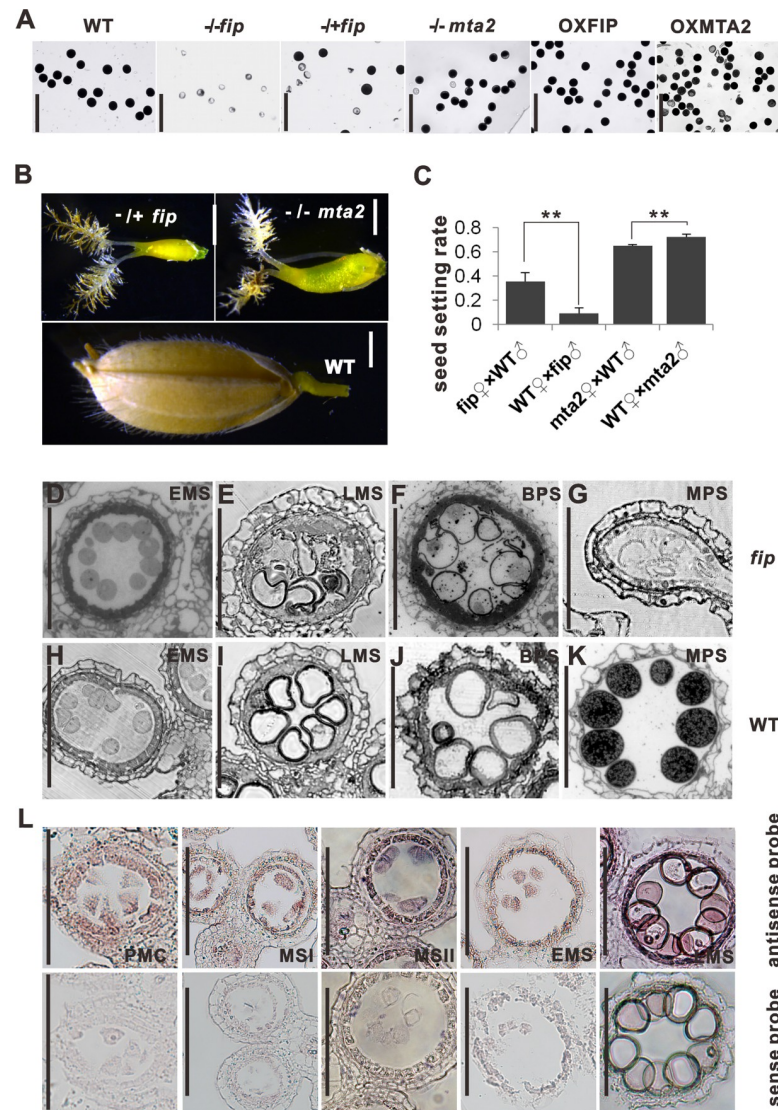 A
WT
-/-fip
-/+fip
-/- mta2
OXFIP
OXMTA2
B
-/+ fip
-/- mta2
WT
C
seed setting rate
0.8
0.6
0.4
0.2
0
**
**
fip♀×WT♂
WT♀×fip♂
mta2♀×WT♂
WT♀×mta2♂
D
EMS
E
LMS
F
BPS
G
MPS
fip
H
EMS
I
LMS
J
BPS
K
MPS
WT
L
PMC
MSI
MSII
EMS
LMS
antisense probe
sense probe